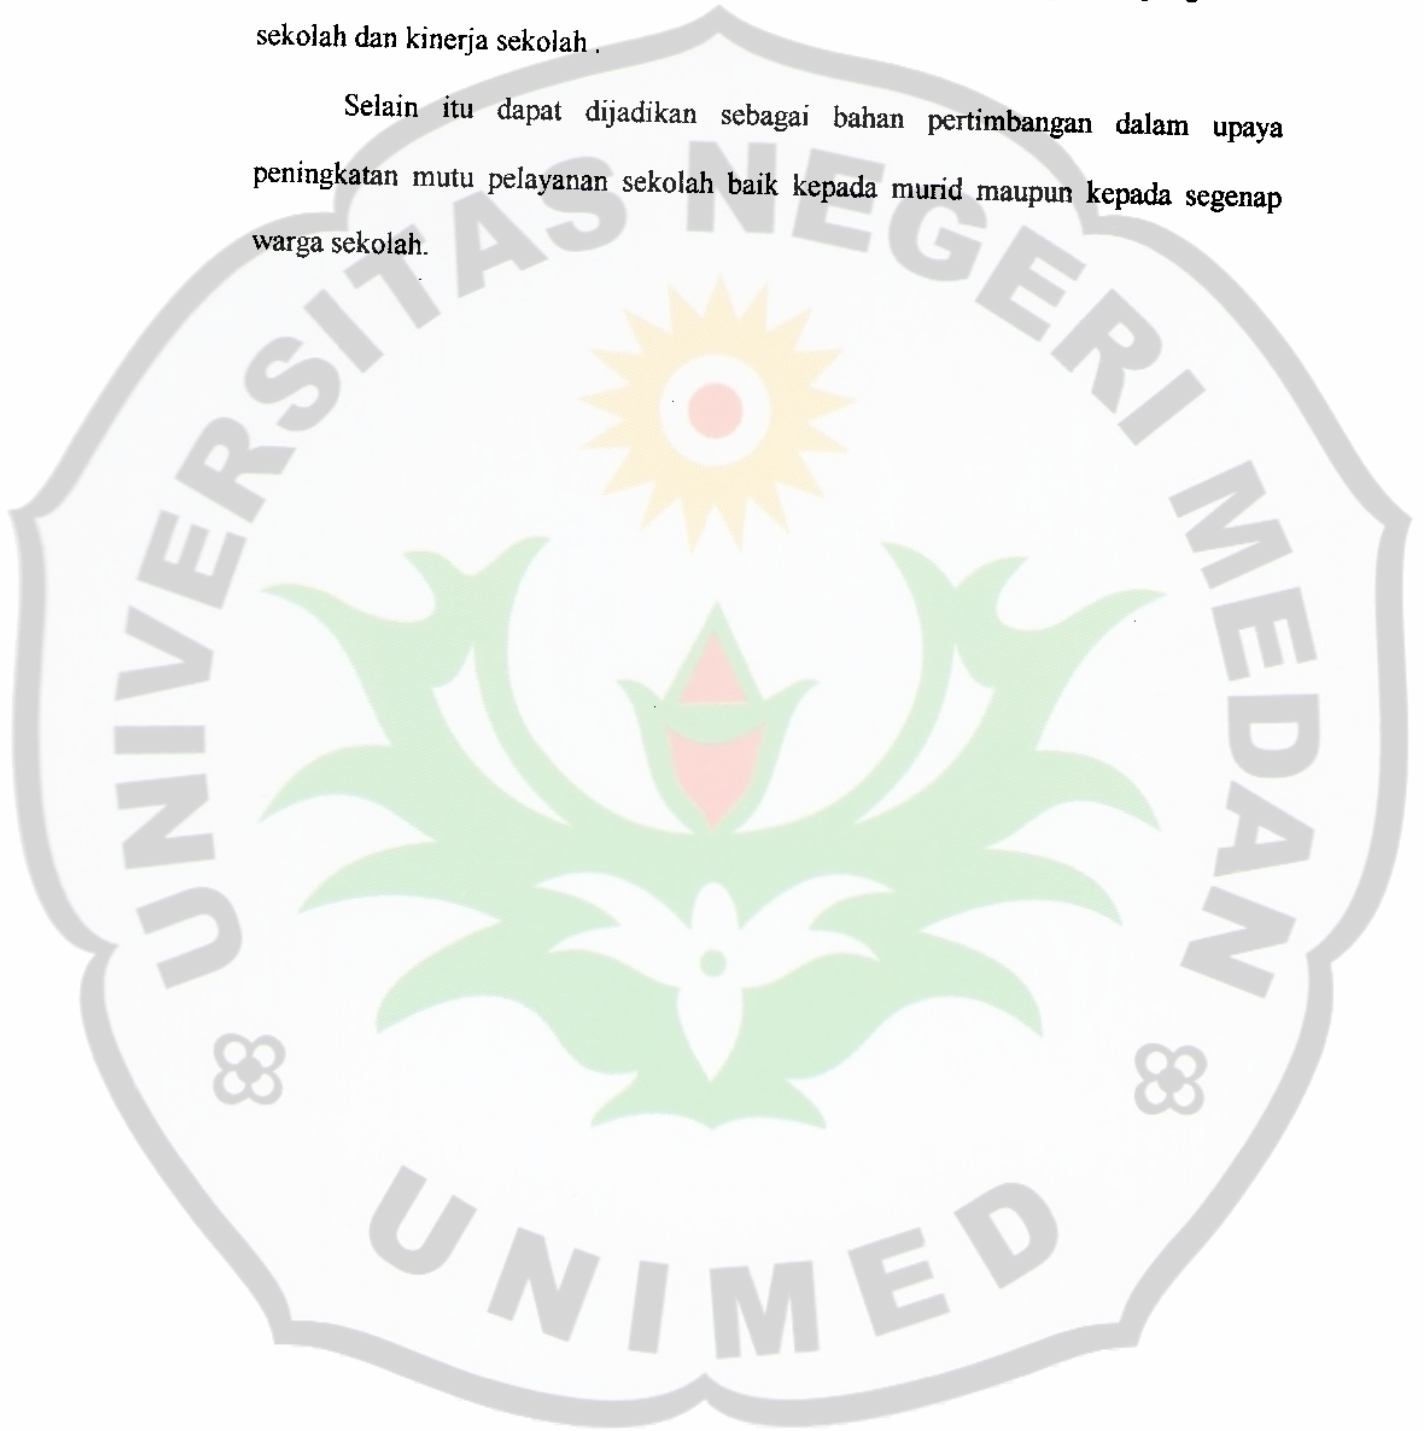 sekolah dan kinerja sekolah .
Selain itu dapat dijadikan sebagai bahan pertimbangan dalam upaya
peningkatan mutu pelayanan sekolah baik kepada murid maupun kepada segenap
warga sekolah.
UNIVERSITAS NEGERI MEDAN
UNIMED